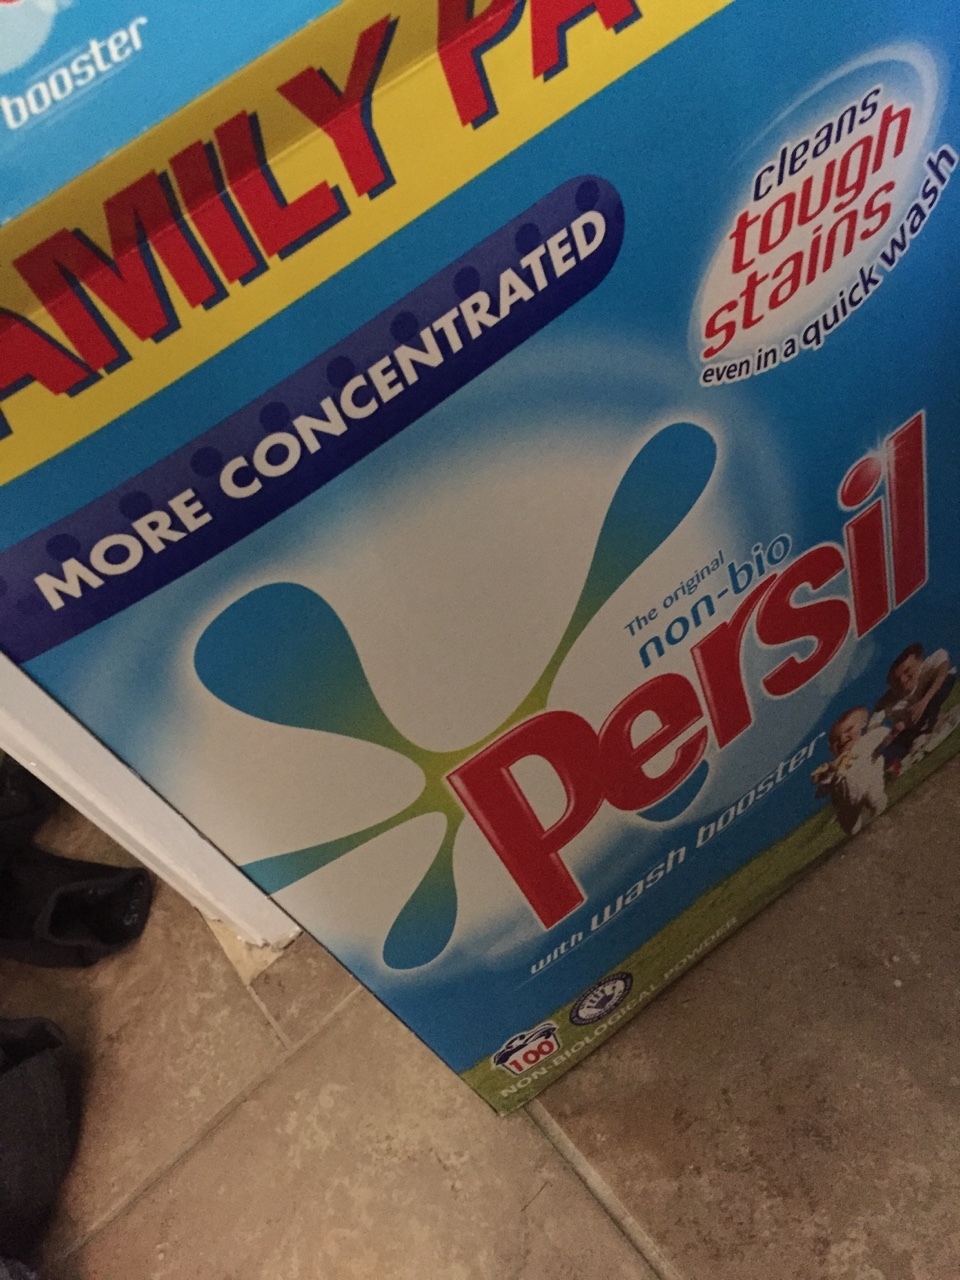 booster
AMILY PA
MORE CONCENTRATED
cleans
tough
stains
even in a quick wash
The original
non-bio
Persil
with wash booster
100
NON-BIOLOGICAL POWDER